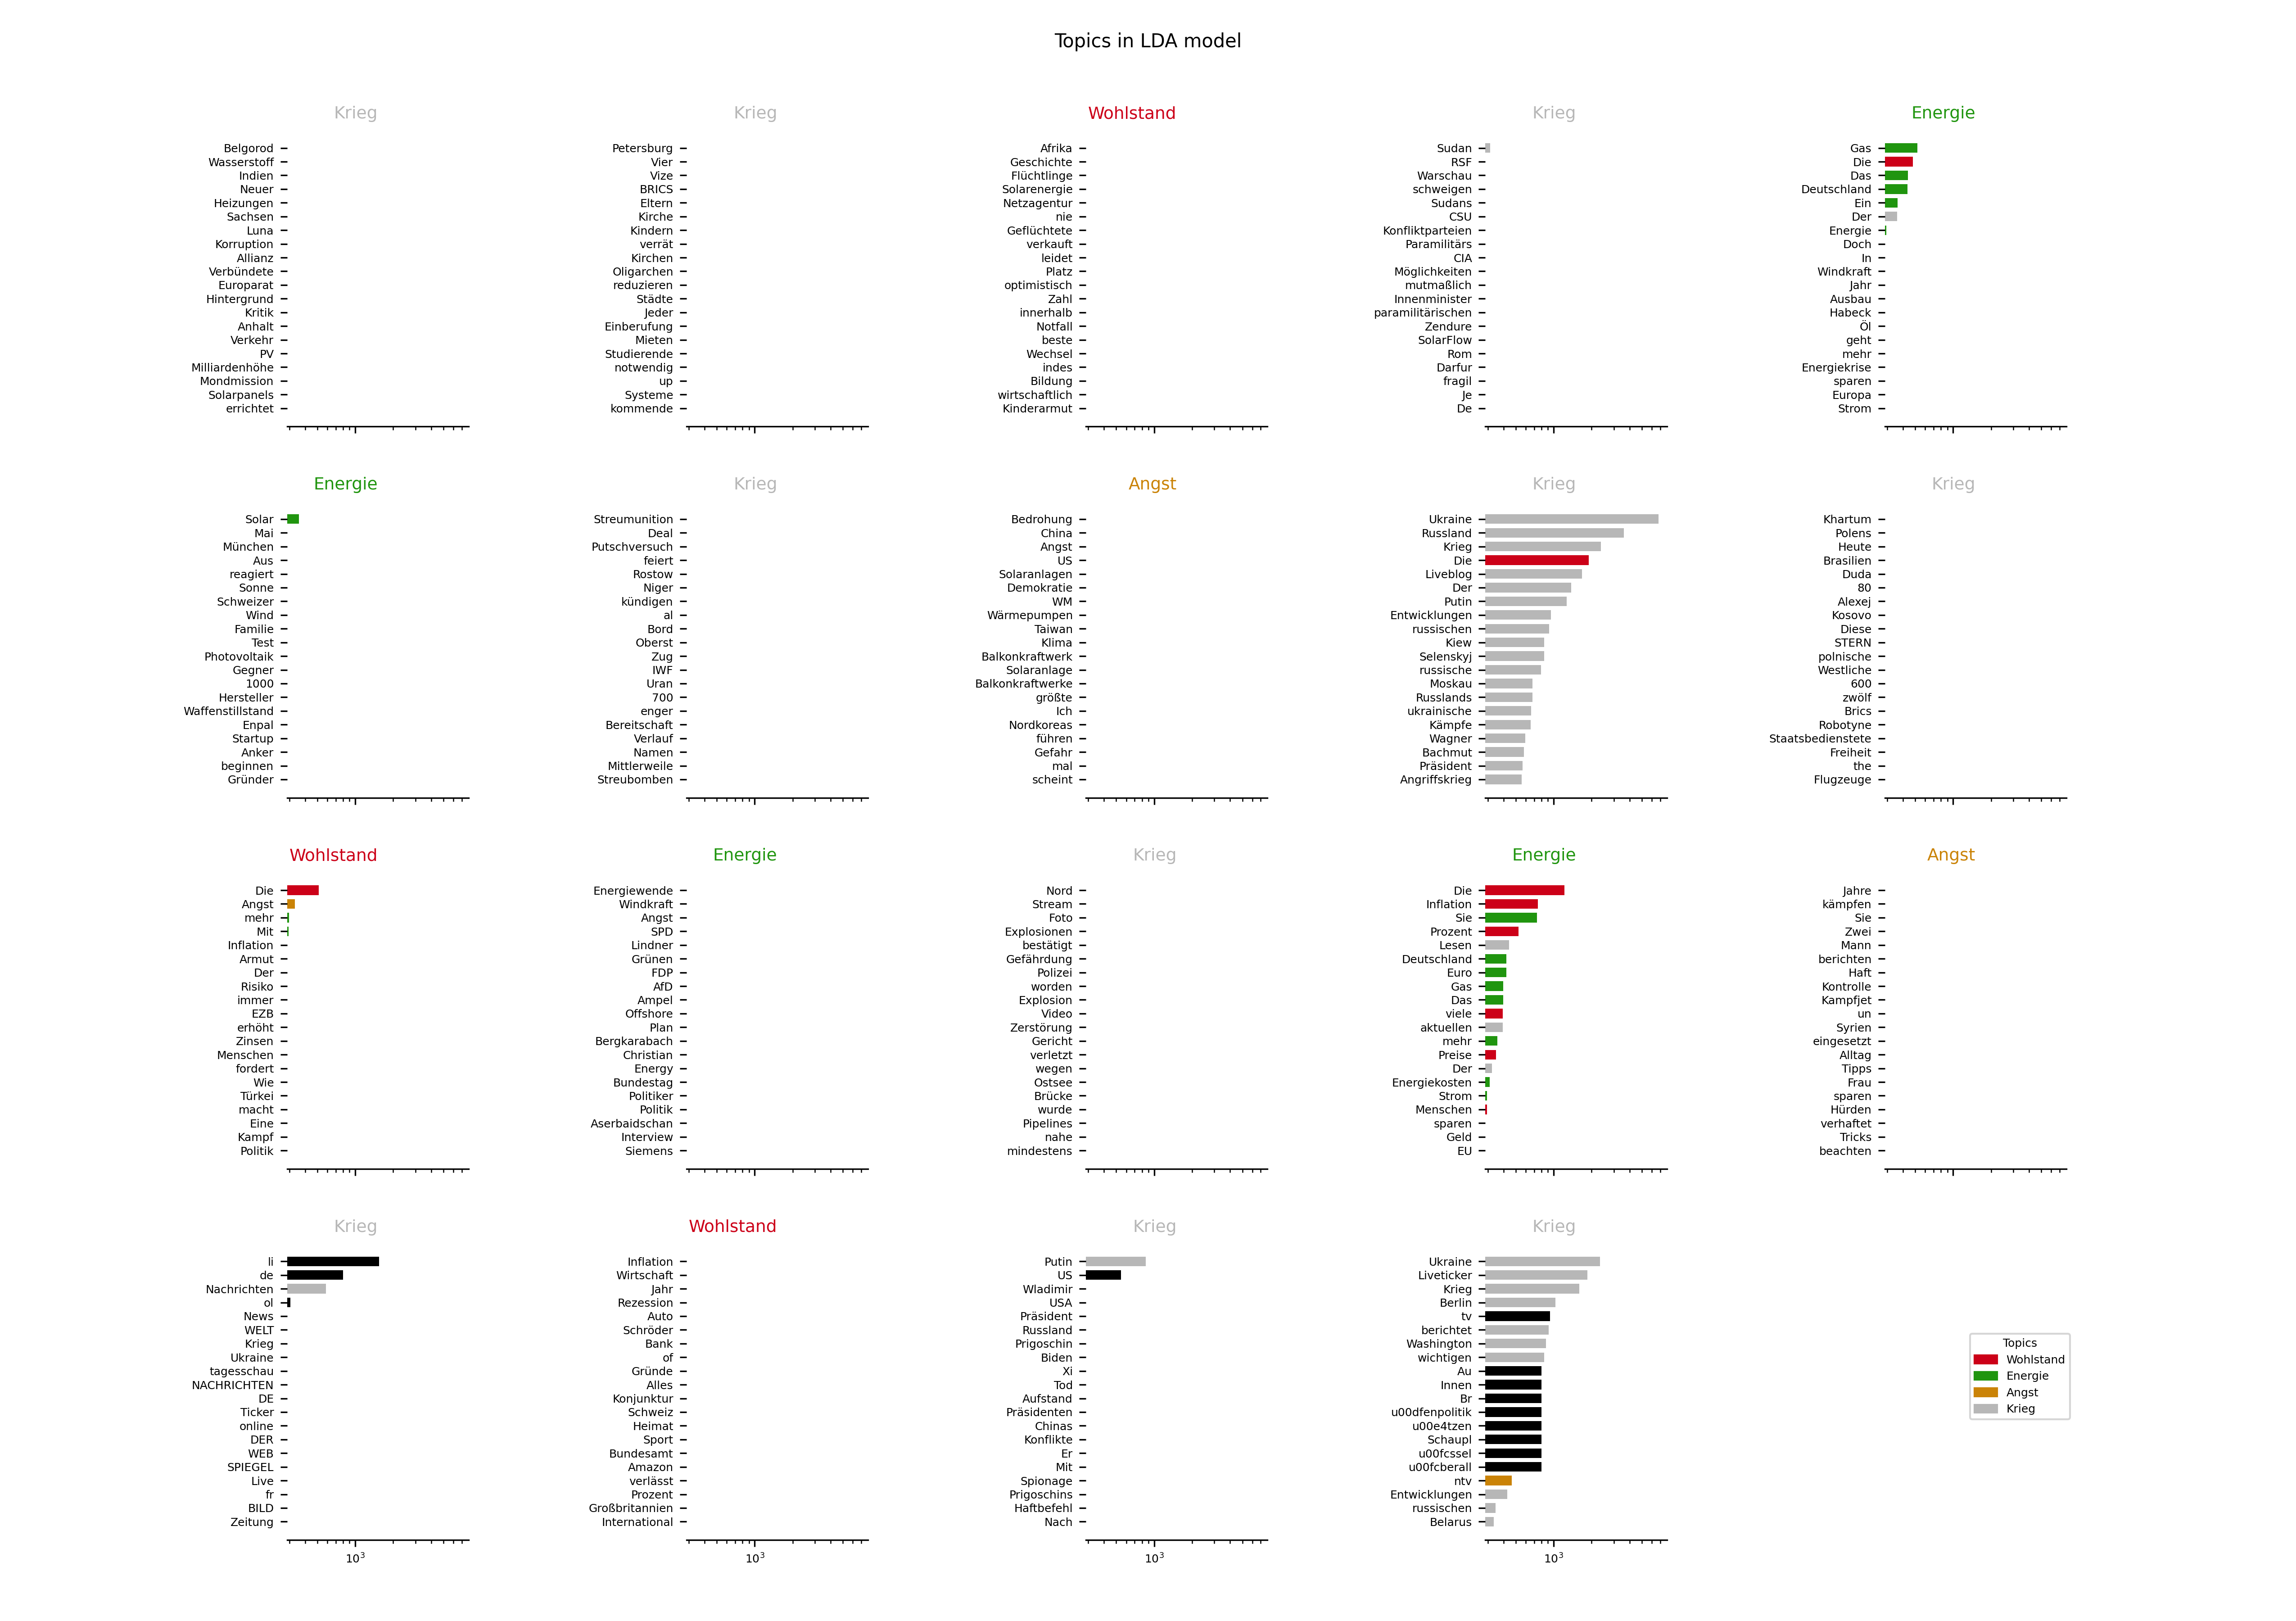 Topics in LDA model
Krieg
Belgorod
Wasserstoff
Indien
Neuer
Heizungen
Sachsen
Luna
Korruption
Allianz
Verbündete
Europarat
Hintergrund
Kritik
Anhalt
Verkehr
PV
Milliardenhöhe
Mondmission
Solarpanels
errichtet
Krieg
Petersburg
Vier
Vize
BRICS
Eltern
Kirche
Kindern
verrät
Kirchen
Oligarchen
reduzieren
Städte
Jeder
Einberufung
Mieten
Studierende
notwendig
up
Systeme
kommende
Wohlstand
Afrika
Geschichte
Flüchtlinge
Solarenergie
Netzagentur
nie
Geflüchtete
verkauft
leidet
Platz
optimistisch
Zahl
innerhalb
Notfall
beste
Wechsel
indes
Bildung
wirtschaftlich
Kinderarmut
Krieg
Sudan
RSF
Warschau
schweigen
Sudans
CSU
Konfliktparteien
Paramilitärs
CIA
Möglichkeiten
mutmaßlich
Innenminister
paramilitärischen
Zendure
SolarFlow
Rom
Darfur
fragil
Je
De
Energie
Gas
Die
Das
Deutschland
Ein
Der
Energie
Doch
In
Windkraft
Jahr
Ausbau
Habeck
Öl
geht
mehr
Energiekrise
sparen
Europa
Strom
Energie
Solar
Mai
München
Aus
reagiert
Sonne
Schweizer
Wind
Familie
Test
Photovoltaik
Gegner
1000
Hersteller
Waffenstillstand
Enpal
Startup
Anker
beginnen
Gründer
Krieg
Streumunition
Deal
Putschversuch
feiert
Rostow
Niger
kündigen
al
Bord
Oberst
Zug
IWF
Uran
700
enger
Bereitschaft
Verlauf
Namen
Mittlerweile
Streubomben
Angst
Bedrohung
China
Angst
US
Solaranlagen
Demokratie
WM
Wärmepumpen
Taiwan
Klima
Balkonkraftwerk
Solaranlage
Balkonkraftwerke
größte
Ich
Nordkoreas
führen
Gefahr
mal
scheint
Krieg
Ukraine
Russland
Krieg
Die
Liveblog
Der
Putin
Entwicklungen
russischen
Kiew
Selenskyj
russische
Moskau
Russlands
ukrainische
Kämpfe
Wagner
Bachmut
Präsident
Angriffskrieg
Krieg
Khartum
Polens
Heute
Brasilien
Duda
80
Alexej
Kosovo
Diese
STERN
polnische
Westliche
600
zwölf
Brics
Robotyne
Staatsbedienstete
Freiheit
the
Flugzeuge
Wohlstand
Die
Angst
mehr
Mit
Inflation
Armut
Der
Risiko
immer
EZB
erhöht
Zinsen
Menschen
fordert
Wie
Türkei
macht
Eine
Kampf
Politik
Energie
Energiewende
Windkraft
Angst
SPD
Lindner
Grünen
FDP
AfD
Ampel
Offshore
Plan
Bergkarabach
Christian
Energy
Bundestag
Politiker
Politik
Aserbaidschan
Interview
Siemens
Krieg
Nord
Stream
Foto
Explosionen
bestätigt
Gefährdung
Polizei
worden
Explosion
Video
Zerstörung
Gericht
verletzt
wegen
Ostsee
Brücke
wurde
Pipelines
nahe
mindestens
Energie
Die
Inflation
Sie
Prozent
Lesen
Deutschland
Euro
Gas
Das
viele
aktuellen
mehr
Preise
Der
Energiekosten
Strom
Menschen
sparen
Geld
EU
Angst
Jahre
kämpfen
Sie
Zwei
Mann
berichten
Haft
Kontrolle
Kampfjet
un
Syrien
eingesetzt
Alltag
Tipps
Frau
sparen
Hürden
verhaftet
Tricks
beachten
Krieg
li
de
Nachrichten
ol
News
WELT
Krieg
Ukraine
tagesschau
NACHRICHTEN
DE
Ticker
online
DER
WEB
SPIEGEL
Live
fr
BILD
Zeitung
10³
Wohlstand
Inflation
Wirtschaft
Jahr
Rezession
Auto
Schröder
Bank
of
Gründe
Alles
Konjunktur
Schweiz
Heimat
Sport
Bundesamt
Amazon
verlässt
Prozent
Großbritannien
International
10³
Krieg
Putin
US
Wladimir
USA
Präsident
Russland
Prigoschin
Biden
Xi
Tod
Aufstand
Präsidenten
Chinas
Konflikte
Er
Mit
Spionage
Prigoschins
Haftbefehl
Nach
10³
Krieg
Ukraine
Liveticker
Krieg
Berlin
tv
berichtet
Washington
wichtigen
Au
Innen
Br
u00dfenpolitik
u00e4tzen
Schaupl
u00fcssel
u00fcberall
ntv
Entwicklungen
russischen
Belarus
10³
Topics
Wohlstand
Energie
Angst
Krieg